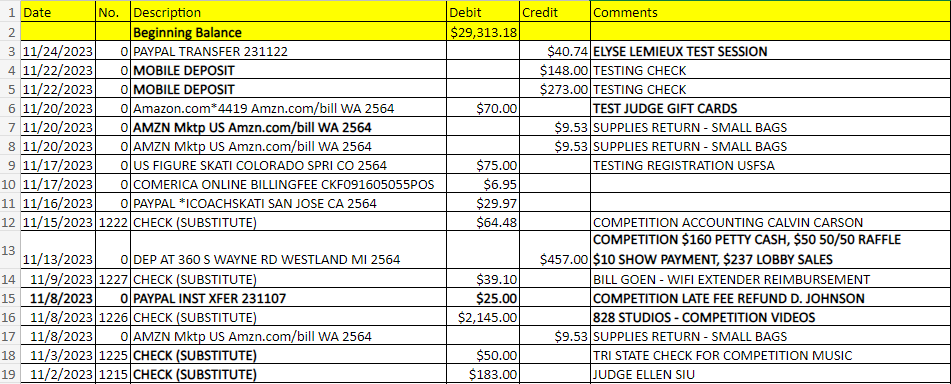 1 Date No. Description Debit Credit Comments
2 Beginning Balance $29,313.18
3 11/24/2023 0 PAYPAL TRANSFER 231122 $40.74 ELYSE LEMIEUX TEST SESSION
4 11/22/2023 0 MOBILE DEPOSIT $148.00 TESTING CHECK
5 11/22/2023 0 MOBILE DEPOSIT $273.00 TESTING CHECK
6 11/20/2023 0 Amazon.com*4419 Amzn.com/bill WA 2564 $70.00 TEST JUDGE GIFT CARDS
7 11/20/2023 0 AMZN Mktp US Amzn.com/bill WA 2564 $9.53 SUPPLIES RETURN - SMALL BAGS
8 11/20/2023 0 AMZN Mktp US Amzn.com/bill WA 2564 $9.53 SUPPLIES RETURN - SMALL BAGS
9 11/17/2023 0 US FIGURE SKATI COLORADO SPRI CO 2564 $75.00 TESTING REGISTRATION USFSA
10 11/17/2023 0 COMERICA ONLINE BILLINGFEE CKF091605055POS $6.95
11 11/16/2023 0 PAYPAL *ICOACHSKATI SAN JOSE CA 2564 $29.97
12 11/15/2023 1222 CHECK (SUBSTITUTE) $64.48 COMPETITION ACCOUNTING CALVIN CARSON
COMPETITION $160 PETTY CASH, $50 50/50 RAFFLE
13 11/13/2023 0 DEP AT 360 S WAYNE RD WESTLAND MI 2564 $457.00 $10 SHOW PAYMENT, $237 LOBBY SALES
14 11/9/2023 1227 CHECK (SUBSTITUTE) $39.10 BILL GOEN - WIFI EXTENDER REIMBURSEMENT
15 11/8/2023 0 PAYPAL INST XFER 231107 $25.00 COMPETITION LATE FEE REFUND D. JOHNSON
16 11/8/2023 1226 CHECK (SUBSTITUTE) $2,145.00 828 STUDIOS - COMPETITION VIDEOS
17 11/8/2023 0 AMZN Mktp US Amzn.com/bill WA 2564 $9.53 SUPPLIES RETURN - SMALL BAGS
18 11/3/2023 1225 CHECK (SUBSTITUTE) $50.00 TRI STATE CHECK FOR COMPETITION MUSIC
19 11/2/2023 1215 CHECK (SUBSTITUTE) $183.00 JUDGE ELLEN SIU